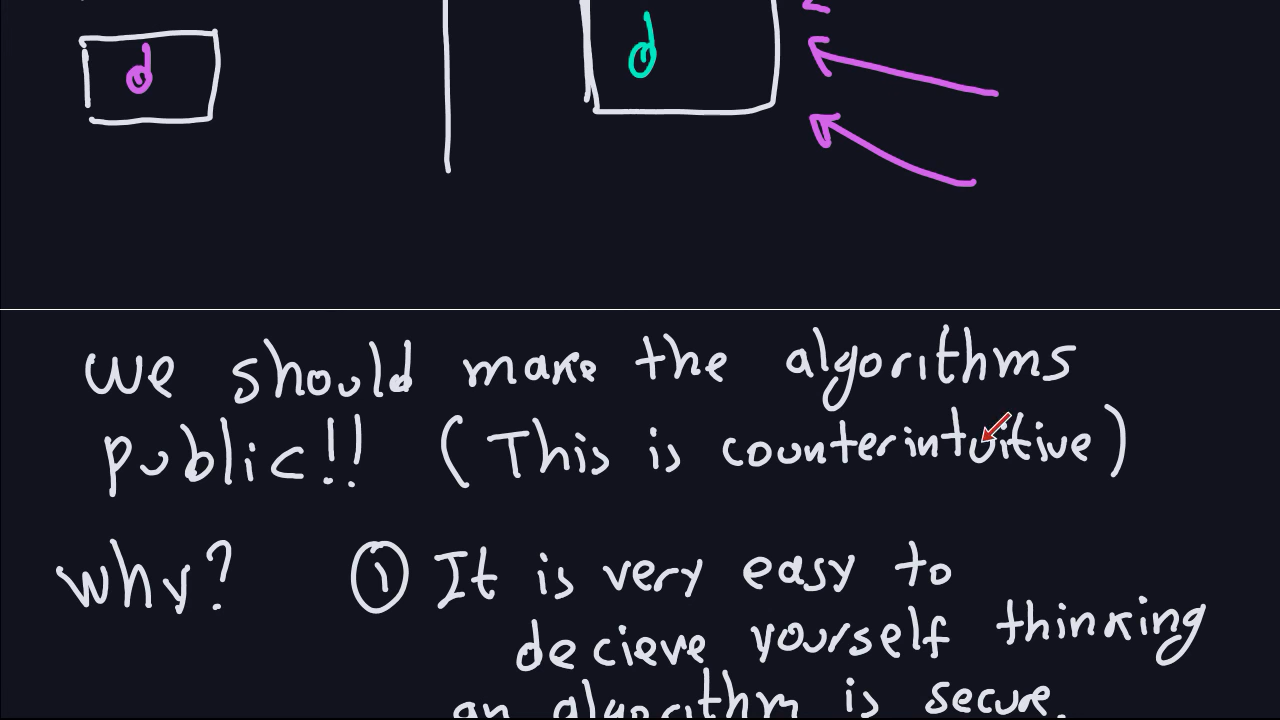 d d
we should make the algorithms
public!! (This is counterintuitive)
why? ① It is very easy to
decieve yourself thinking
an algorithm is secure.